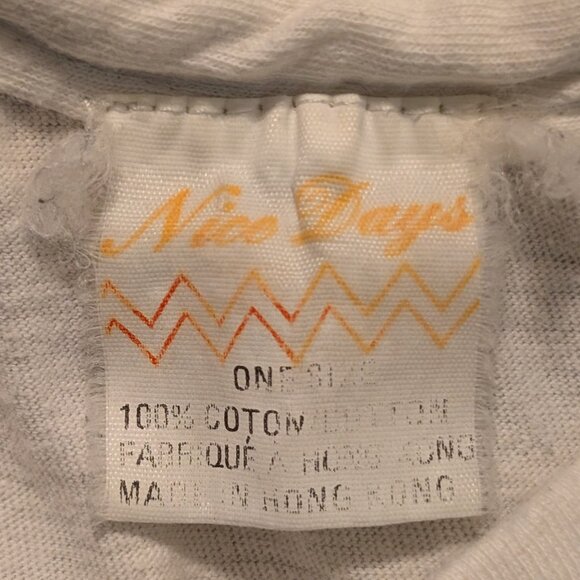 Nice Days
ONE SIZE
100% COTON/COTTON
FABRIQUÉ A HONG KONG
MADE IN HONG KONG